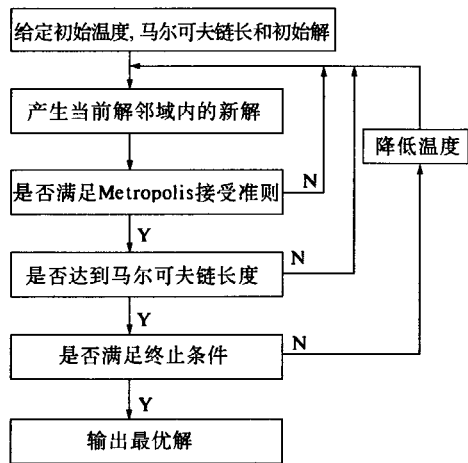 给定初始温度,马尔可夫链长和初始解
产生当前解邻域内的新解
降低温度
是否满足Metropolis接受准则
N
Y
是否达到马尔可夫链长度
N
Y
是否满足终止条件
N
Y
输出最优解